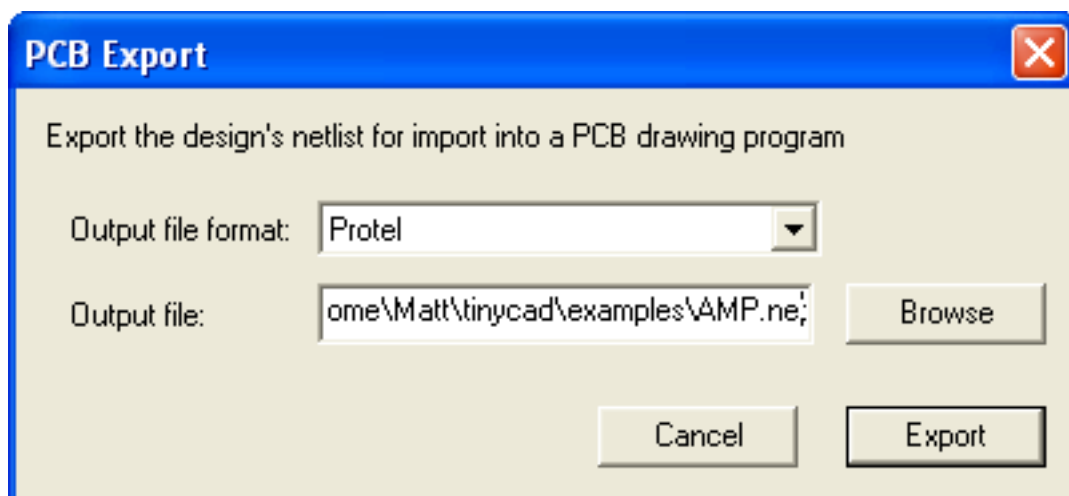 PCB Export
Export the design's netlist for import into a PCB drawing program
Output file format: Protel
Output file: ome\Matt\tinycad\examples\AMP.ne
Browse
Cancel Export